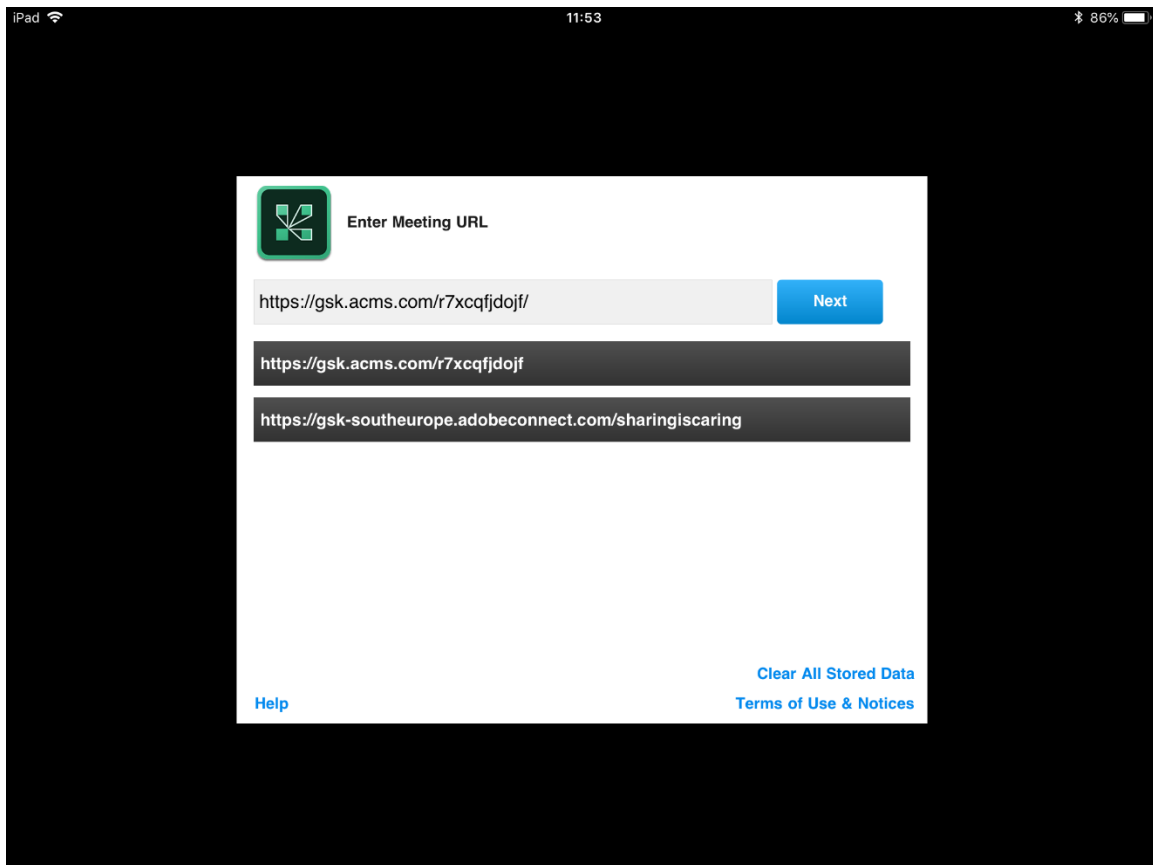 iPad 11:53 86%
Enter Meeting URL
https://gsk.acms.com/r7xcqfjdojf/ Next
https://gsk.acms.com/r7xcqfjdojf
https://gsk-southeurope.adobeconnect.com/sharingiscaring
Clear All Stored Data
Help Terms of Use & Notices